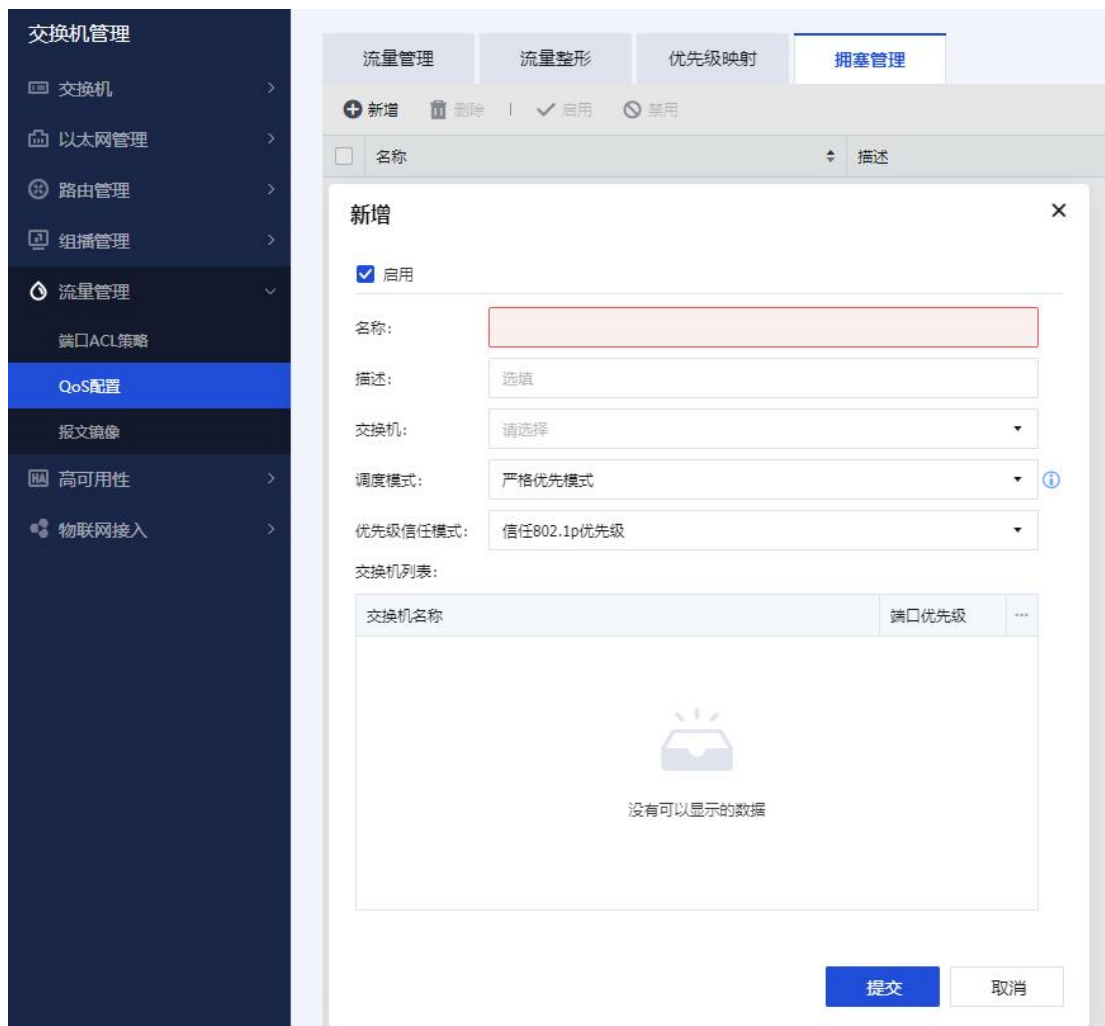 交换机管理
交换机
以太网管理
路由管理
组播管理
流量管理
端口ACL策略
QoS配置
报文镜像
HA 高可用性
物联网接入
流量管理 流量整形 优先级映射 拥塞管理
新增 删除 启用 禁用
名称 描述
新增
启用
名称:
描述: 选填
交换机: 请选择
调度模式: 严格优先模式
优先级信任模式: 信任802.1p优先级
交换机列表:
交换机名称 端口优先级 ...
没有可以显示的数据
提交 取消